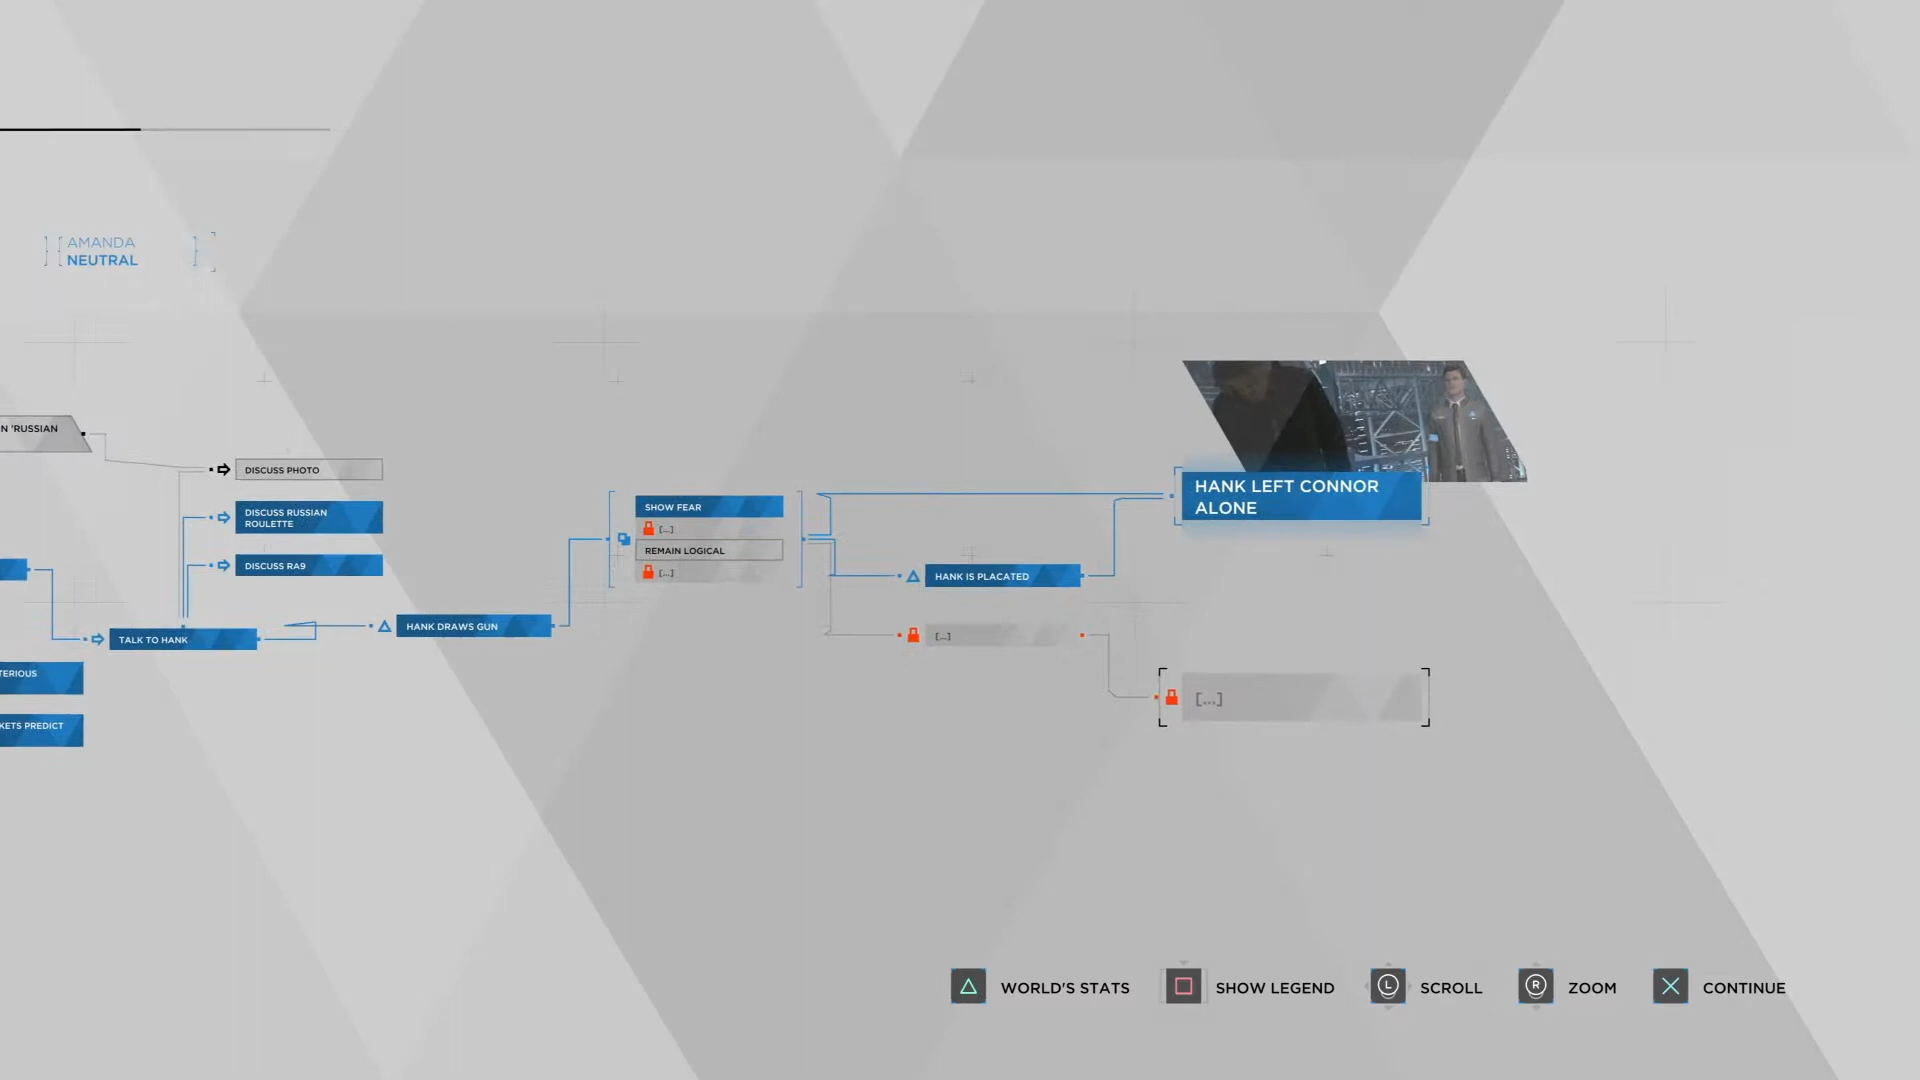 AMANDA
NEUTRAL
N 'RUSSIAN
DISCUSS PHOTO
DISCUSS RUSSIAN
ROULETTE
DISCUSS RA9
TALK TO HANK
TERIOUS
KETS PREDICT
HANK DRAWS GUN
SHOW FEAR
[...]
REMAIN LOGICAL
[...]
HANK IS PLACATED
[...]
HANK LEFT CONNOR
ALONE
[...]
WORLD'S STATS
SHOW LEGEND
L
SCROLL
R
ZOOM
CONTINUE